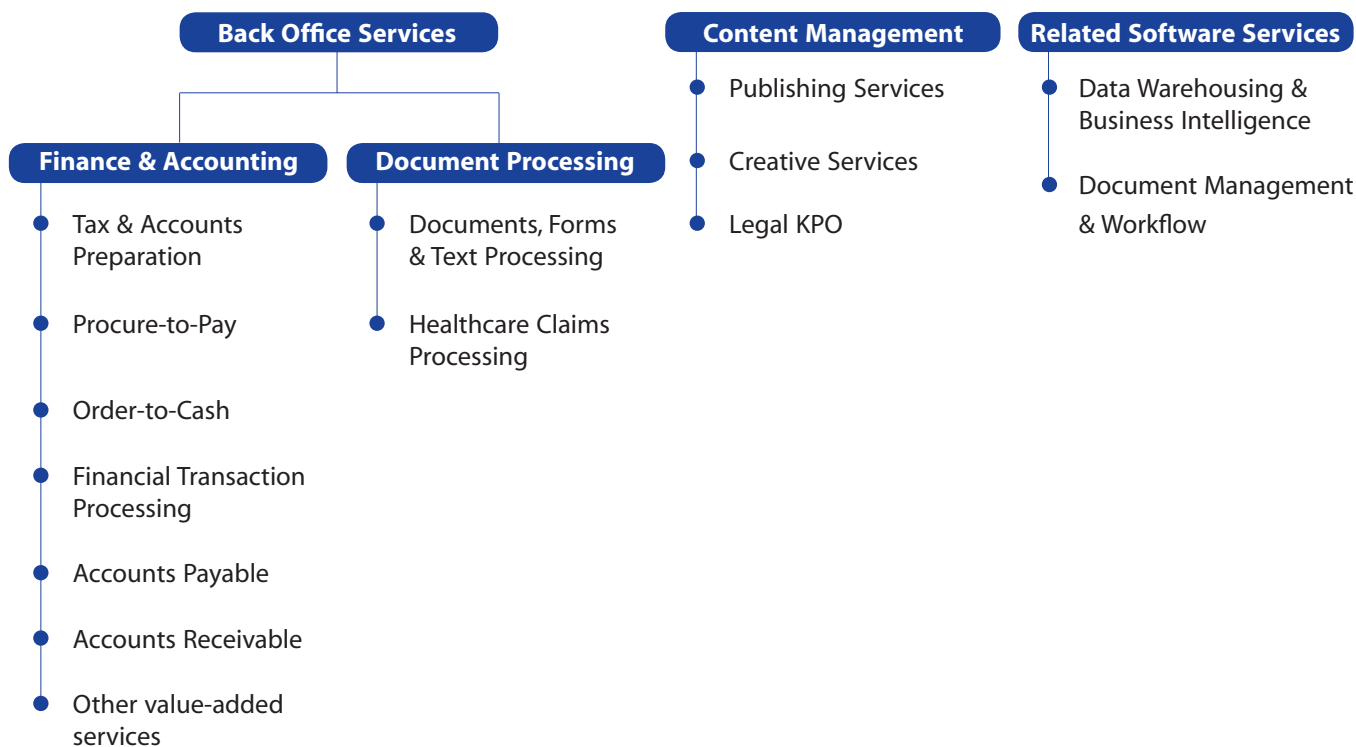 Back Office Services
Finance & Accounting
Tax & Accounts
Preparation
Procure-to-Pay
Order-to-Cash
Financial Transaction
Processing
Accounts Payable
Accounts Receivable
Other value-added
services
Document Processing
Documents, Forms
& Text Processing
Healthcare Claims
Processing
Content Management
Publishing Services
Creative Services
Legal KPO
Related Software Services
Data Warehousing &
Business Intelligence
Document Management
& Workflow